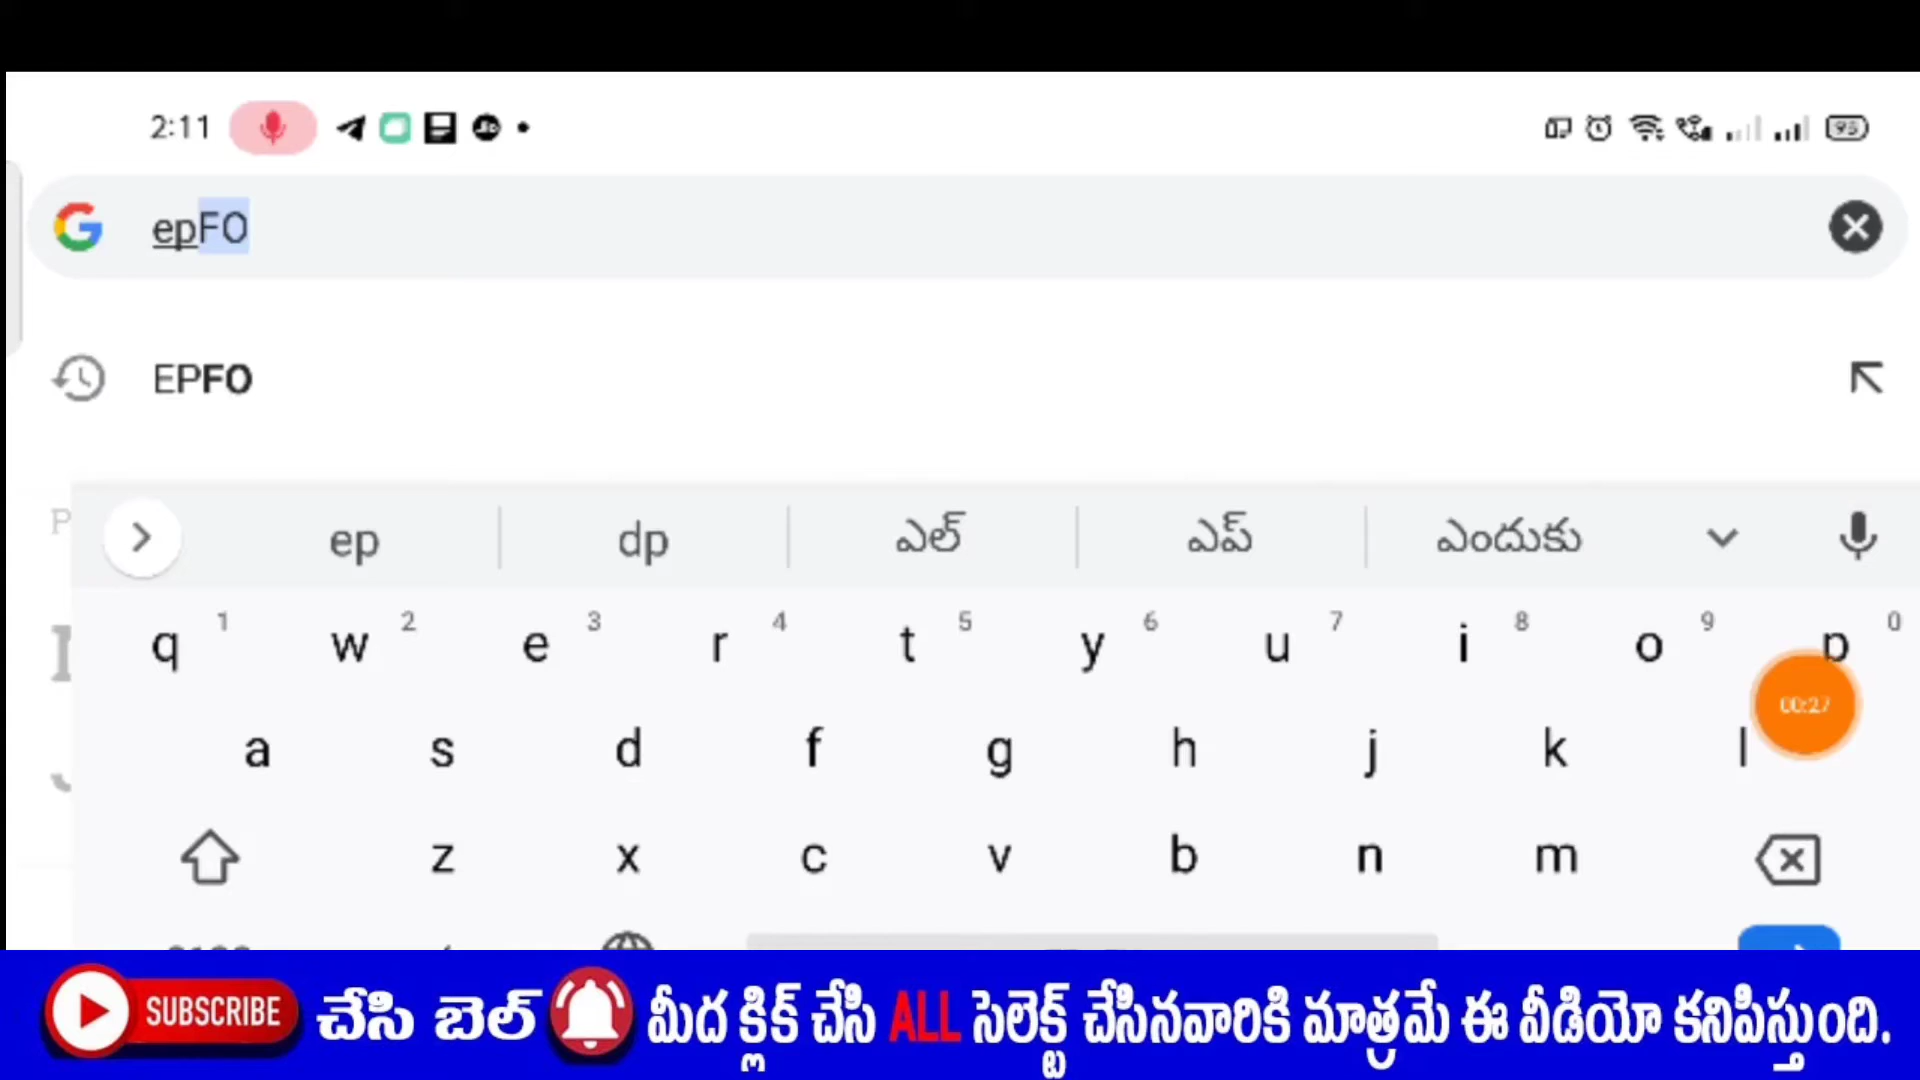 2:11
95
epFO
EPFO
P
ep dp ఎల్ ఎప్ ఎందుకు
1 2 3 4 5 6 7 8 9 0
q w e r t y u i o p
00:27
a s d f g h j k l
z x c v b n m
SUBSCRIBE చేసి బెల్ మీద క్లిక్ చేసి ALL సెలెక్ట్ చేసినవారికి మాత్రమే ఈ వీడియో కనిపిస్తుంది.